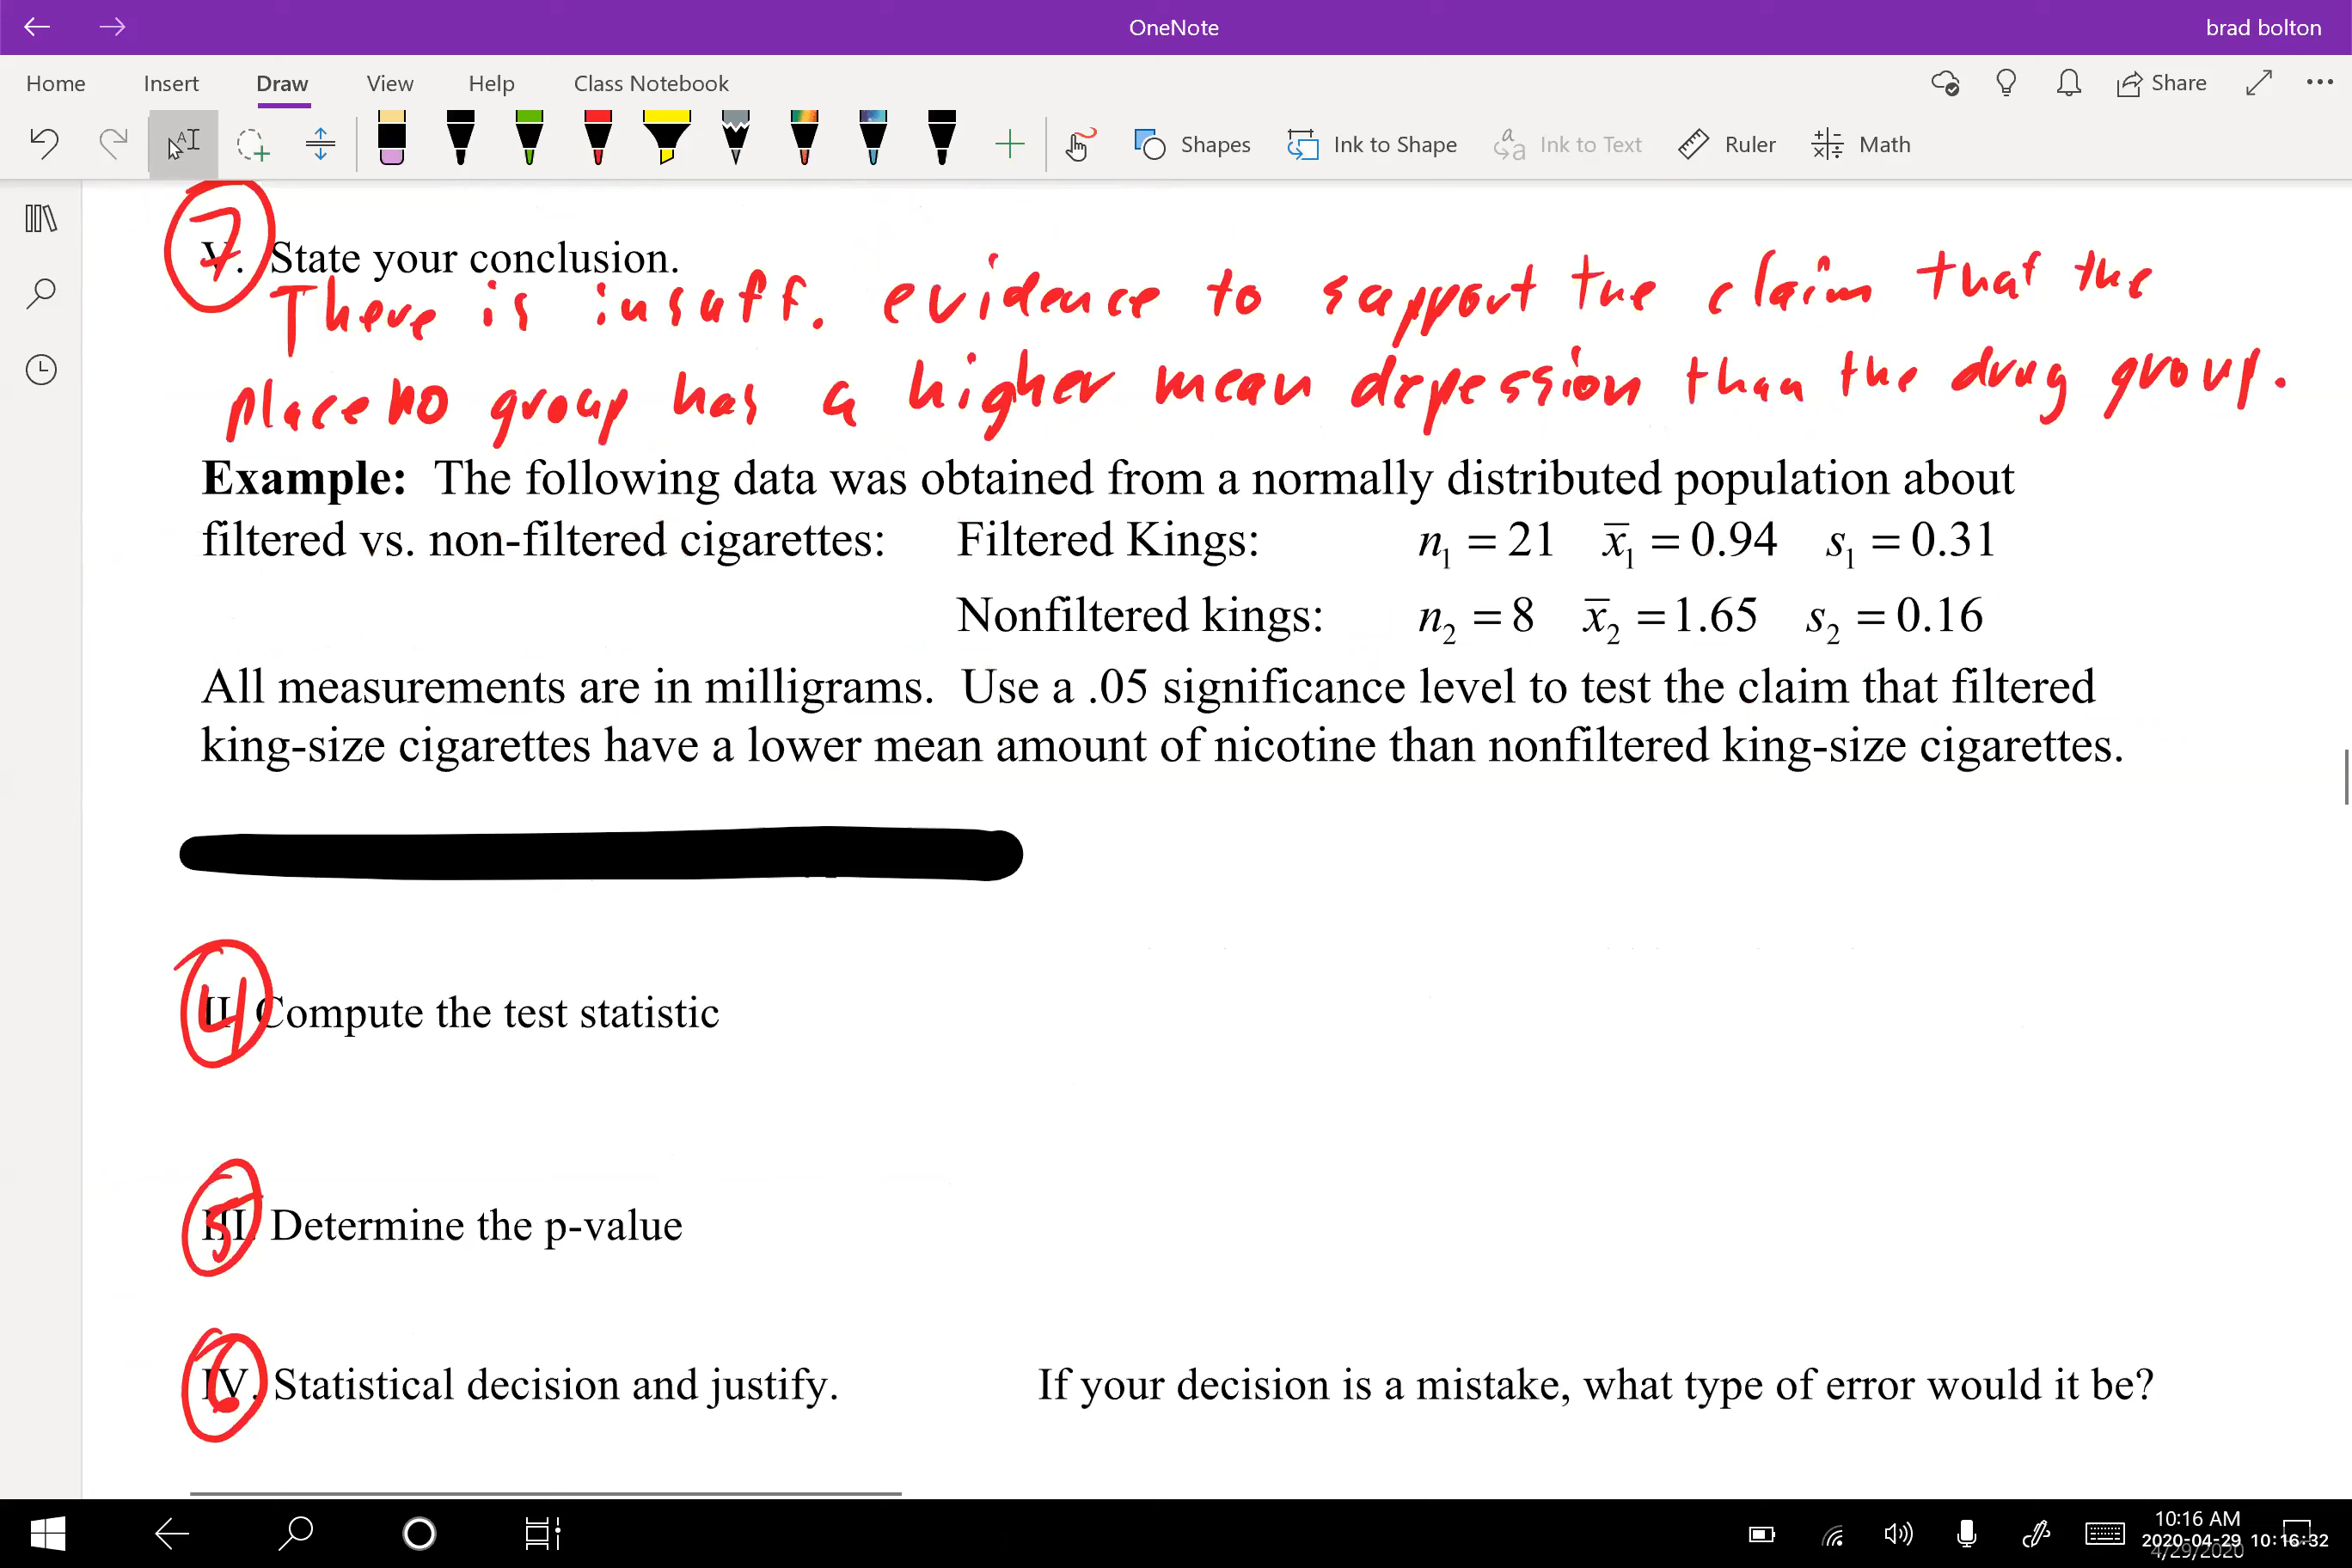 OneNote
brad bolton
Home Insert Draw View Help Class Notebook Share
Shapes Ink to Shape Ink to Text Ruler Math
7
V. State your conclusion.
There is insuff. evidence to support the claim that the
placebo group has a higher mean drpession than the drug group.
Example: The following data was obtained from a normally distributed population about
filtered vs. non-filtered cigarettes: Filtered Kings: n₁ = 21 x̅₁ = 0.94 s₁ = 0.31
Nonfiltered kings: n₂ = 8 x̅₂ = 1.65 s₂ = 0.16
All measurements are in milligrams. Use a .05 significance level to test the claim that filtered
king-size cigarettes have a lower mean amount of nicotine than nonfiltered king-size cigarettes.
4
II. Compute the test statistic
5
III. Determine the p-value
6
IV. Statistical decision and justify. If your decision is a mistake, what type of error would it be?
10:16 AM
2020-04-29 10:16:32
4/29/2020